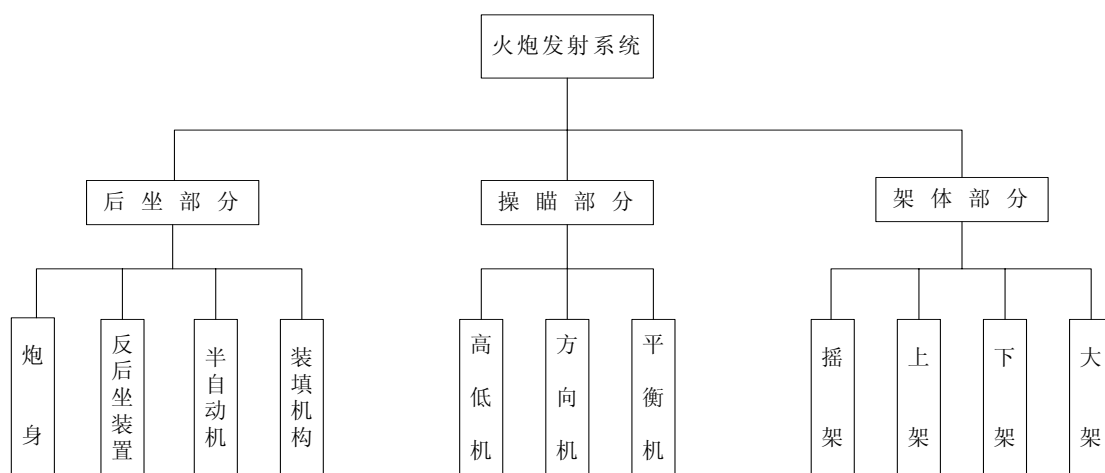 火炮发射系统
后坐部分
操瞄部分
架体部分
炮身
反后坐装置
半自动机
装填机构
高低机
方向机
平衡机
摇架
上架
下架
大架